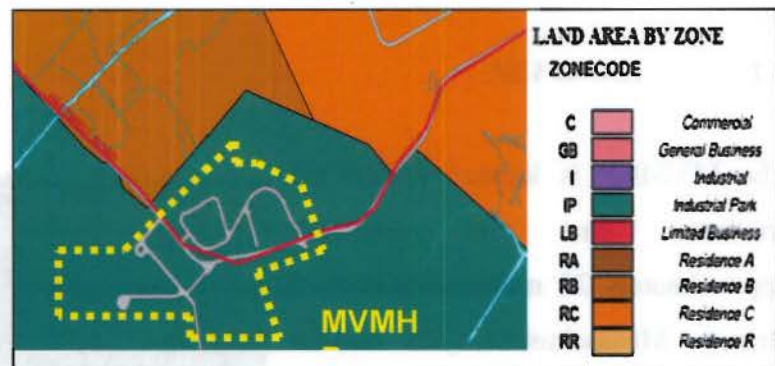 LAND AREA BY ZONE
ZONECODE
C Commercial
GB General Business
I Industrial
IP Industrial Park
LB Limited Business
RA Residence A
RB Residence B
RC Residence C
RR Residence R
MVMH